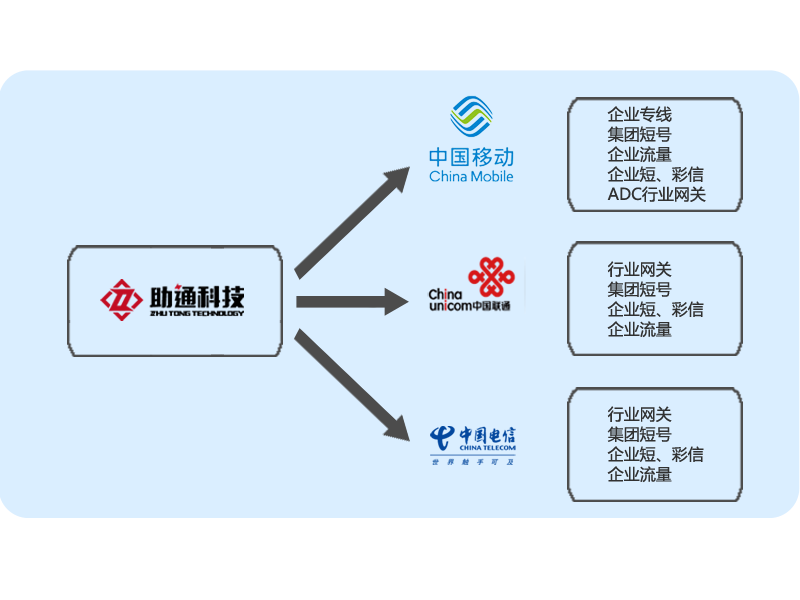 助通科技
ZHU TONG TECHNOLOGY
中国移动
China Mobile
企业专线
集团短号
企业流量
企业短、彩信
ADC行业网关
China
unicom中国联通
行业网关
集团短号
企业短、彩信
企业流量
中国电信
CHINA TELECOM
世界触手可及
行业网关
集团短号
企业短、彩信
企业流量